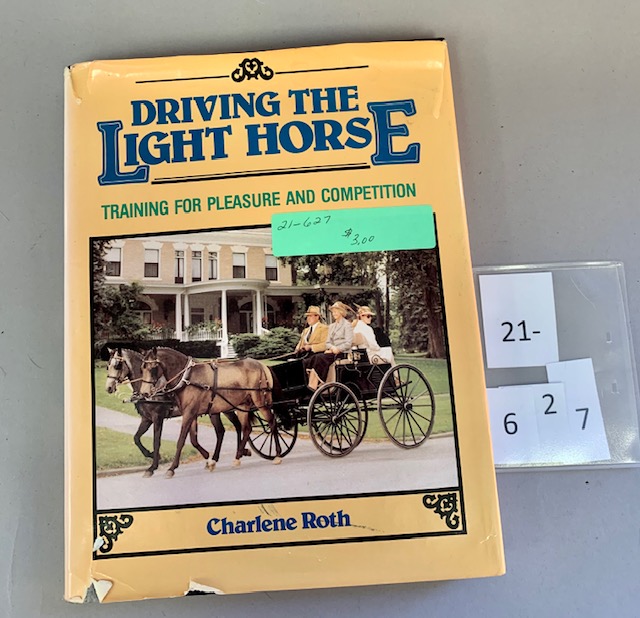 DRIVING THE
LIGHT HORSE
TRAINING FOR PLEASURE AND COMPETITION
21-627
$3.00
21-
6 2 7
Charlene Roth